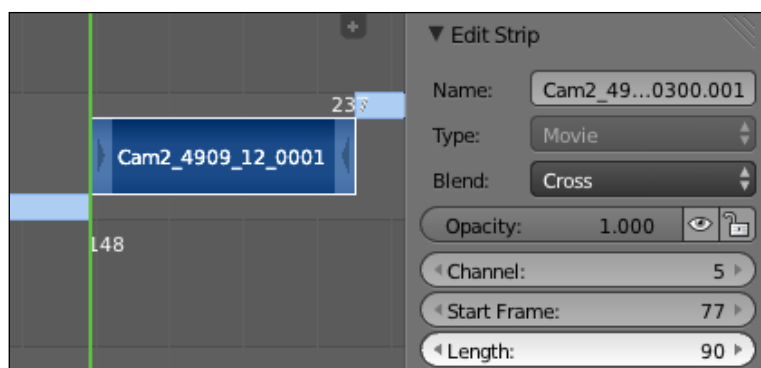 237
Cam2_4909_12_0001
148
Edit Strip
Name: Cam2_49...0300.001
Type: Movie
Blend: Cross
Opacity: 1.000
Channel: 5
Start Frame: 77
Length: 90